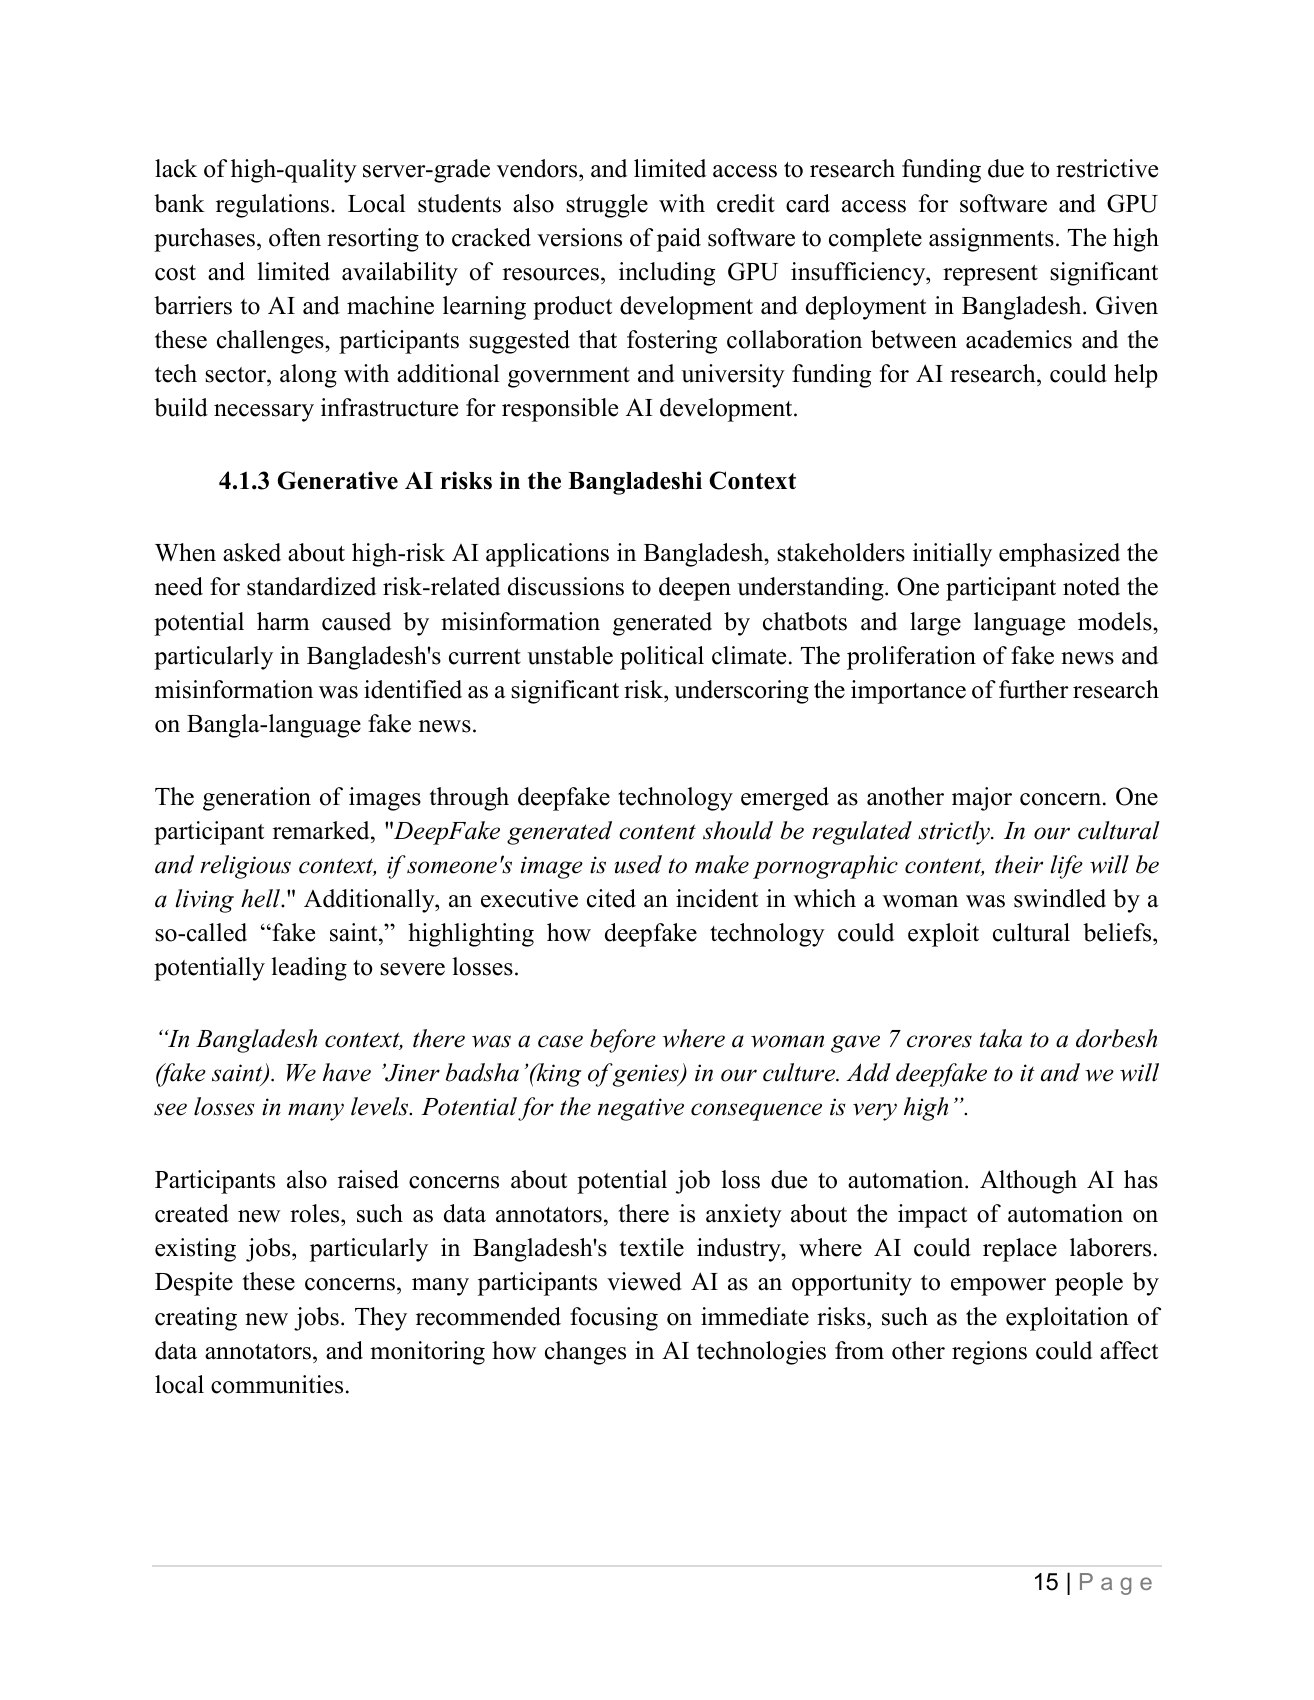 lack of high-quality server-grade vendors, and limited access to research funding due to restrictive
bank regulations. Local students also struggle with credit card access for software and GPU
purchases, often resorting to cracked versions of paid software to complete assignments. The high
cost and limited availability of resources, including GPU insufficiency, represent significant
barriers to AI and machine learning product development and deployment in Bangladesh. Given
these challenges, participants suggested that fostering collaboration between academics and the
tech sector, along with additional government and university funding for AI research, could help
build necessary infrastructure for responsible AI development.
4.1.3 Generative AI risks in the Bangladeshi Context
When asked about high-risk AI applications in Bangladesh, stakeholders initially emphasized the
need for standardized risk-related discussions to deepen understanding. One participant noted the
potential harm caused by misinformation generated by chatbots and large language models,
particularly in Bangladesh's current unstable political climate. The proliferation of fake news and
misinformation was identified as a significant risk, underscoring the importance of further research
on Bangla-language fake news.
The generation of images through deepfake technology emerged as another major concern. One
participant remarked, "DeepFake generated content should be regulated strictly. In our cultural
and religious context, if someone's image is used to make pornographic content, their life will be
a living hell." Additionally, an executive cited an incident in which a woman was swindled by a
so-called “fake saint,” highlighting how deepfake technology could exploit cultural beliefs,
potentially leading to severe losses.
“In Bangladesh context, there was a case before where a woman gave 7 crores taka to a dorbesh
(fake saint). We have ’Jiner badsha’(king of genies) in our culture. Add deepfake to it and we will
see losses in many levels. Potential for the negative consequence is very high”.
Participants also raised concerns about potential job loss due to automation. Although AI has
created new roles, such as data annotators, there is anxiety about the impact of automation on
existing jobs, particularly in Bangladesh's textile industry, where AI could replace laborers.
Despite these concerns, many participants viewed AI as an opportunity to empower people by
creating new jobs. They recommended focusing on immediate risks, such as the exploitation of
data annotators, and monitoring how changes in AI technologies from other regions could affect
local communities.
15 | P a g e